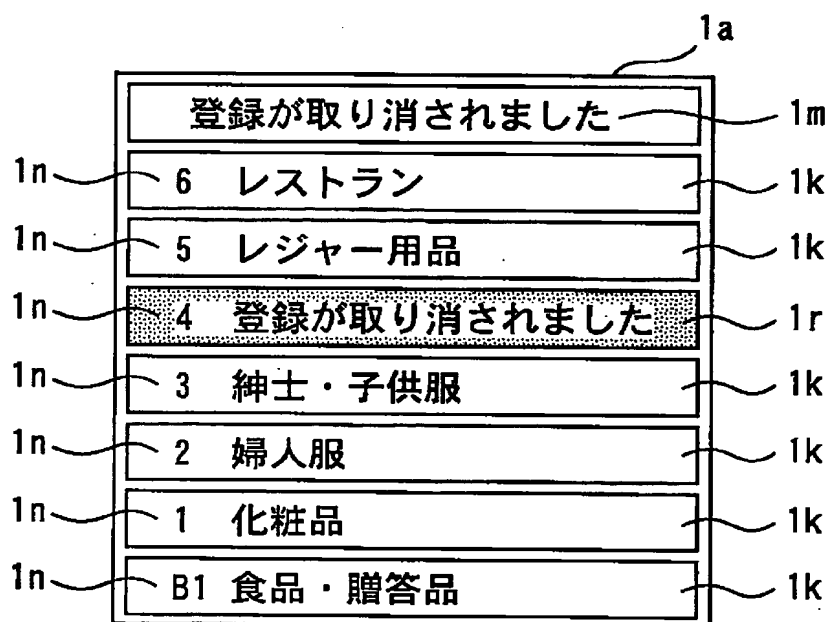 1a
登録が取り消されました 1m
1n 6 レストラン 1k
1n 5 レジャー用品 1k
1n 4 登録が取り消されました 1r
1n 3 紳士・子供服 1k
1n 2 婦人服 1k
1n 1 化粧品 1k
1n B1 食品・贈答品 1k